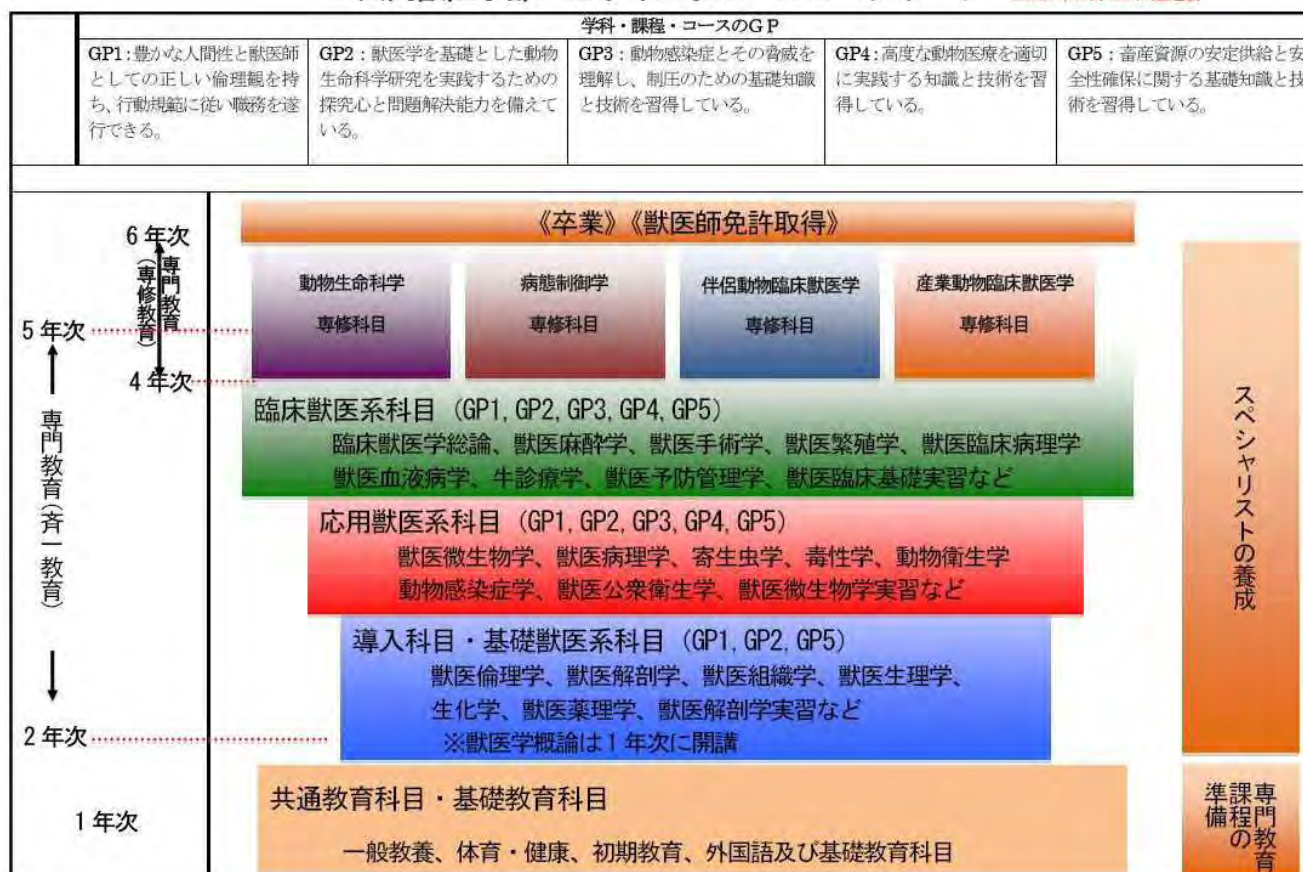 学科・課程・コースのGP
GP1：豊かな人間性と獣医師
としての正しい倫理観を持
ち、行動規範に従い職務を遂
行できる。
GP2：獣医学を基礎とした動物
生命科学研究を実践するための
探究心と問題解決能力を備えて
いる。
GP3：動物感染症とその脅威を
理解し、制圧のための基礎知識
と技術を習得している。
GP4：高度な動物医療を適切
に実践する知識と技術を習
得している。
GP5：畜産資源の安定供給と安
全性確保に関する基礎知識と技
術を習得している。
《卒業》《獣医師免許取得》
6年次
専門教育
（専修教育）
5年次
4年次
専門教育（斉一教育）
2年次
1年次
動物生命科学
専修科目
病態制御学
専修科目
伴侶動物臨床獣医学
専修科目
産業動物臨床獣医学
専修科目
臨床獣医系科目（GP1, GP2, GP3, GP4, GP5）
臨床獣医学総論、獣医麻酔学、獣医手術学、獣医繁殖学、獣医臨床病理学
獣医血液病学、牛診療学、獣医予防管理学、獣医臨床基礎実習など
応用獣医系科目（GP1, GP2, GP3, GP4, GP5）
獣医微生物学、獣医病理学、寄生虫学、毒性学、動物衛生学
動物感染症学、獣医公衆衛生学、獣医微生物学実習など
導入科目・基礎獣医系科目（GP1, GP2, GP5）
獣医倫理学、獣医解剖学、獣医組織学、獣医生理学、
生化学、獣医薬理学、獣医解剖学実習など
※獣医学概論は1年次に開講
共通教育科目・基礎教育科目
一般教養、体育・健康、初期教育、外国語及び基礎教育科目
スペシャリストの養成
専門教育
課程の
準備